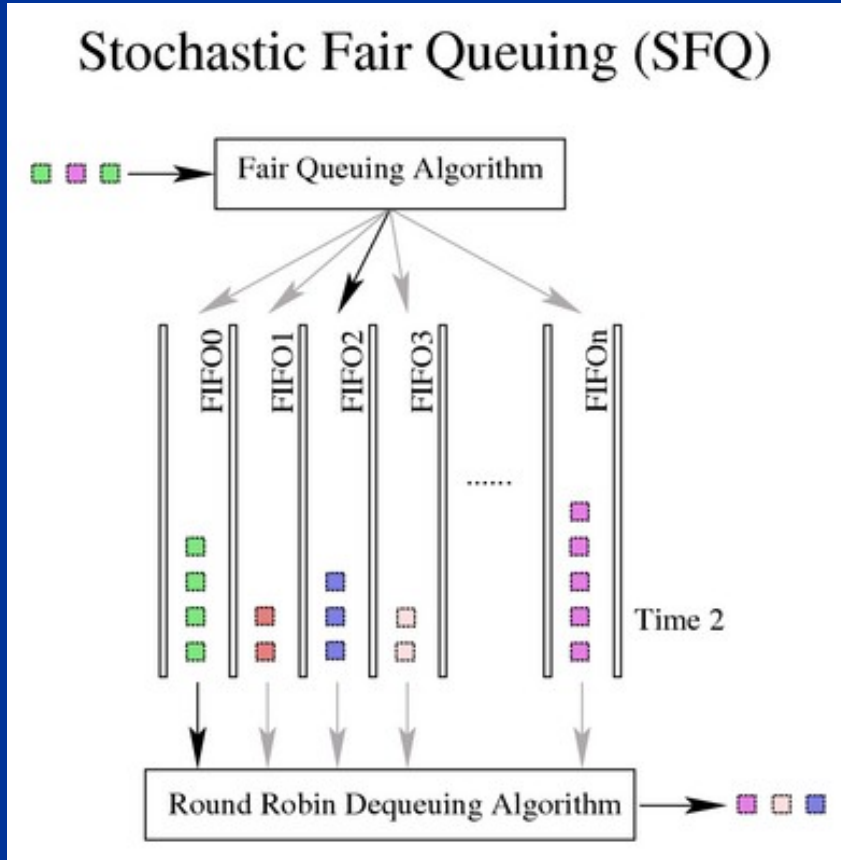 Stochastic Fair Queuing (SFQ)
Fair Queuing Algorithm
FIFO0
FIFO1
FIFO2
FIFO3
......
FIFOn
Time 2
Round Robin Dequeuing Algorithm